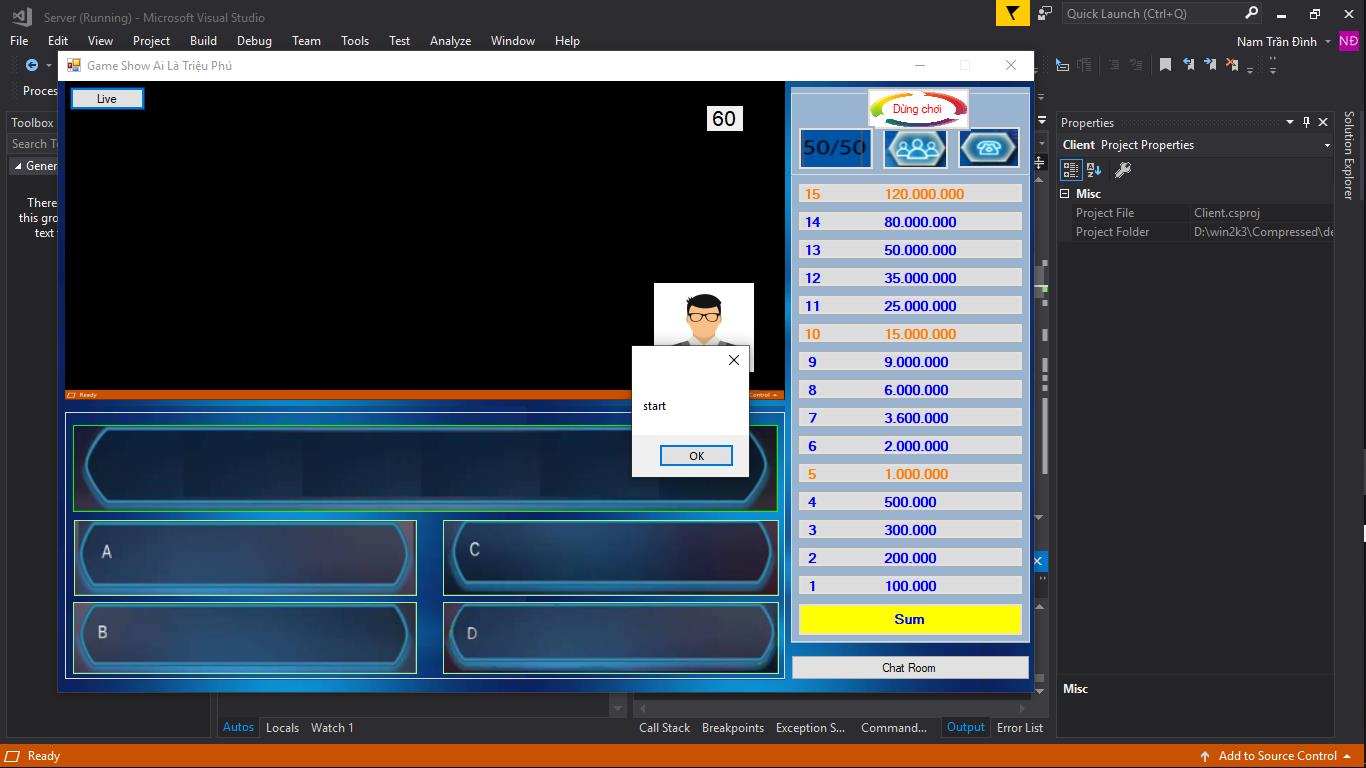 Server (Running) - Microsoft Visual Studio
Quick Launch (Ctrl+Q)
File Edit View Project Build Debug Team Tools Test Analyze Window Help
Nam Trần Đình NĐ
Game Show Ai Là Triệu Phú
Proces
Live
60
Toolbox
Search To
Gener
There
this gro
text
Ready
Control
start
OK
A
C
B
D
Dừng chơi
50/50
15 120.000.000
14 80.000.000
13 50.000.000
12 35.000.000
11 25.000.000
10 15.000.000
9 9.000.000
8 6.000.000
7 3.600.000
6 2.000.000
5 1.000.000
4 500.000
3 300.000
2 200.000
1 100.000
Sum
Chat Room
Properties
Client Project Properties
Misc
Project File Client.csproj
Project Folder D:\win2k3\Compressed\de
Misc
Solution Explorer
Autos Locals Watch 1
Call Stack Breakpoints Exception S... Command... Output Error List
Ready
Add to Source Control